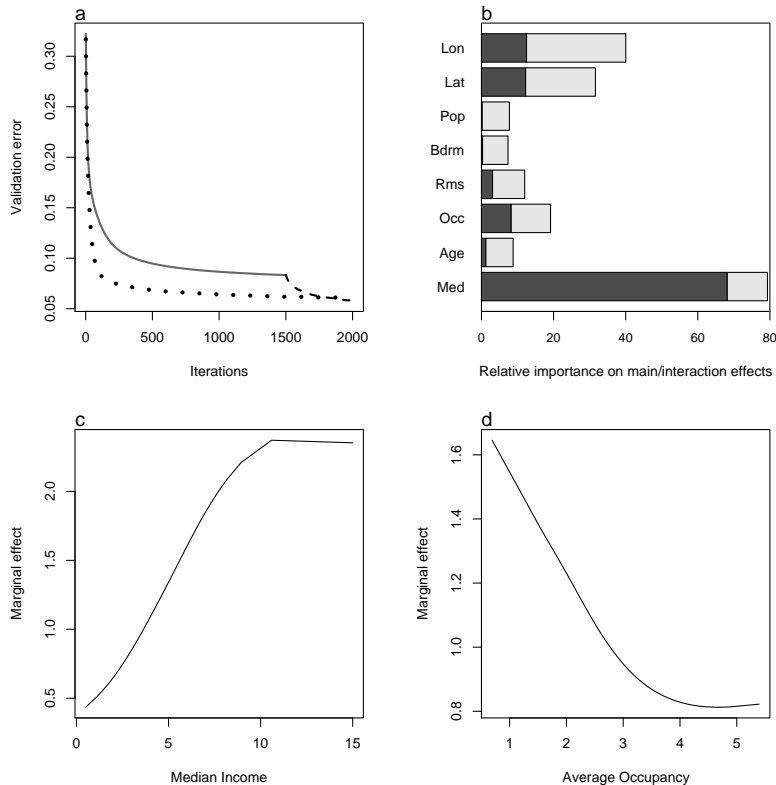 a
0.05 0.10 0.15 0.20 0.25 0.30
Validation error
0 500 1000 1500 2000
Iterations
b
Lon
Lat
Pop
Bdrm
Rms
Occ
Age
Med
0 20 40 60 80
Relative importance on main/interaction effects
c
0.5 1.0 1.5 2.0
Marginal effect
0 5 10 15
Median Income
d
0.8 1.0 1.2 1.4 1.6
Marginal effect
1 2 3 4 5
Average Occupancy